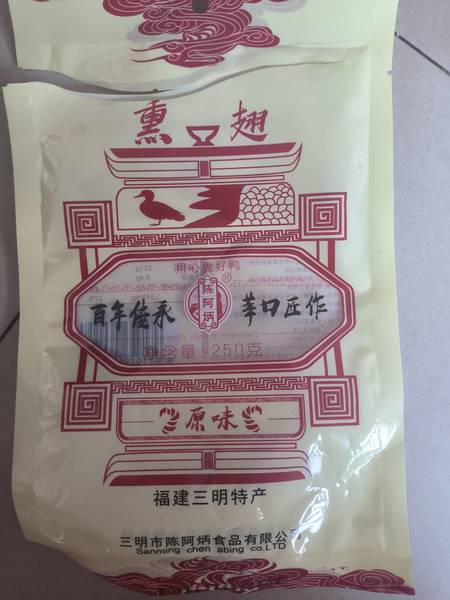 熏翅
用心做好鸭
陈阿炳®
百年传承 莘口匠作
净含量:250克
原味
福建三明特产
三明市陈阿炳食品有限公司
Sanming chen abing co.LTD